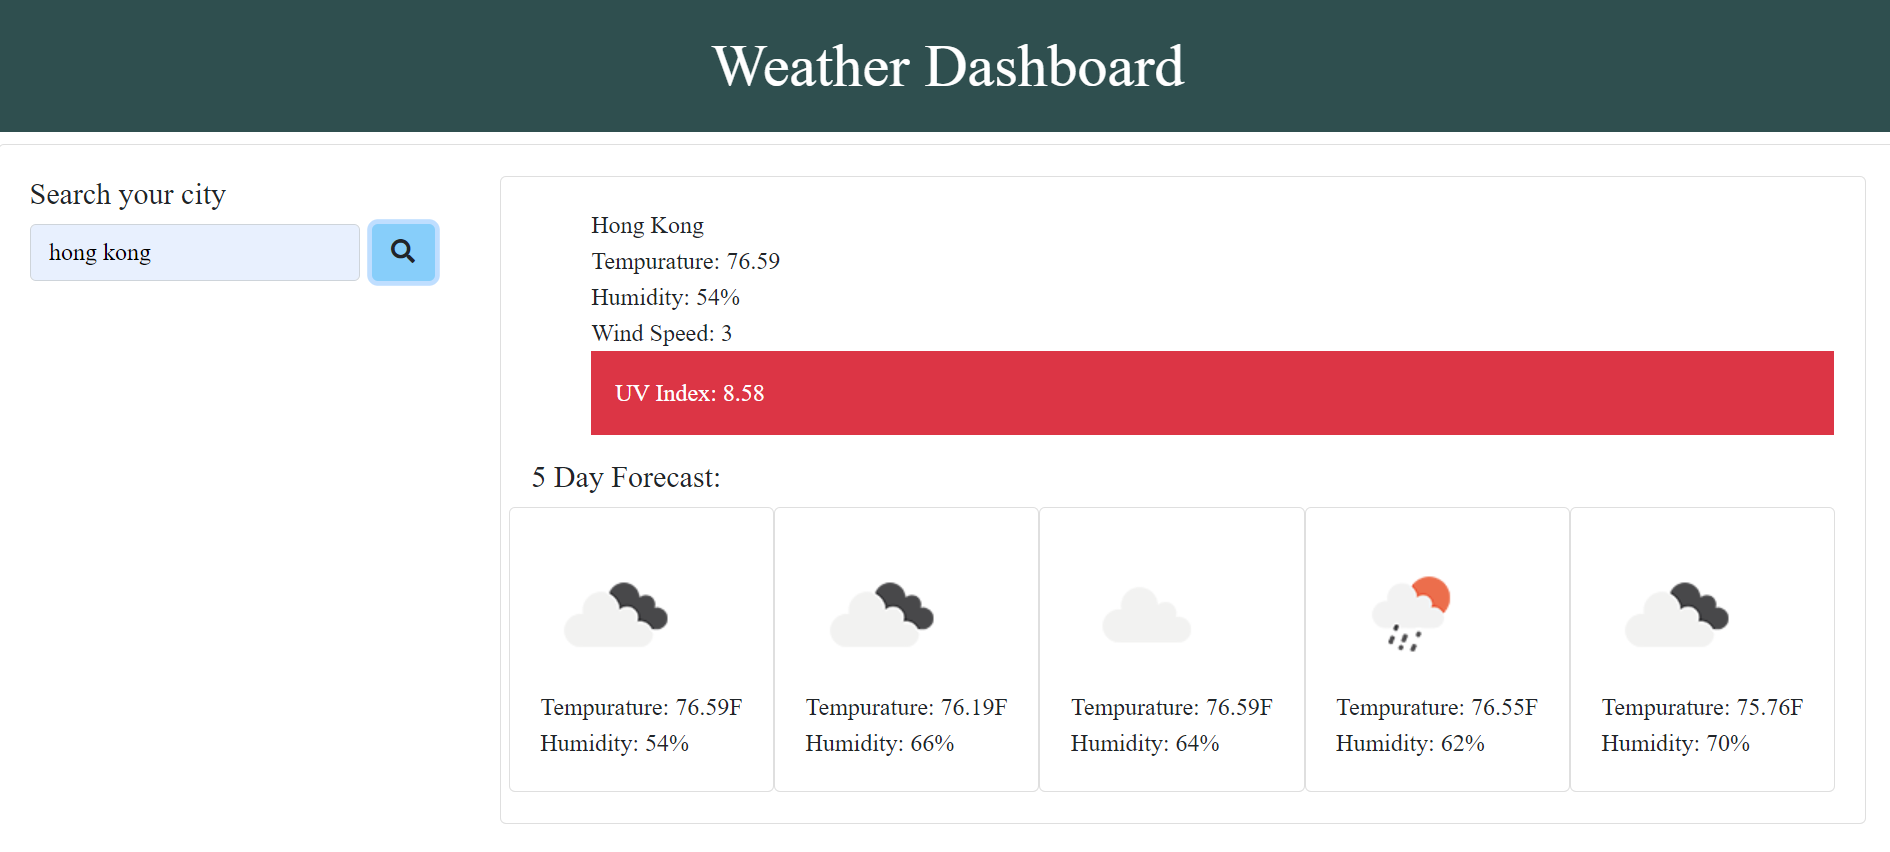 Weather Dashboard
Search your city
hong kong
Hong Kong
Tempurature: 76.59
Humidity: 54%
Wind Speed: 3
UV Index: 8.58
5 Day Forecast:
Tempurature: 76.59F
Humidity: 54%
Tempurature: 76.19F
Humidity: 66%
Tempurature: 76.59F
Humidity: 64%
Tempurature: 76.55F
Humidity: 62%
Tempurature: 75.76F
Humidity: 70%